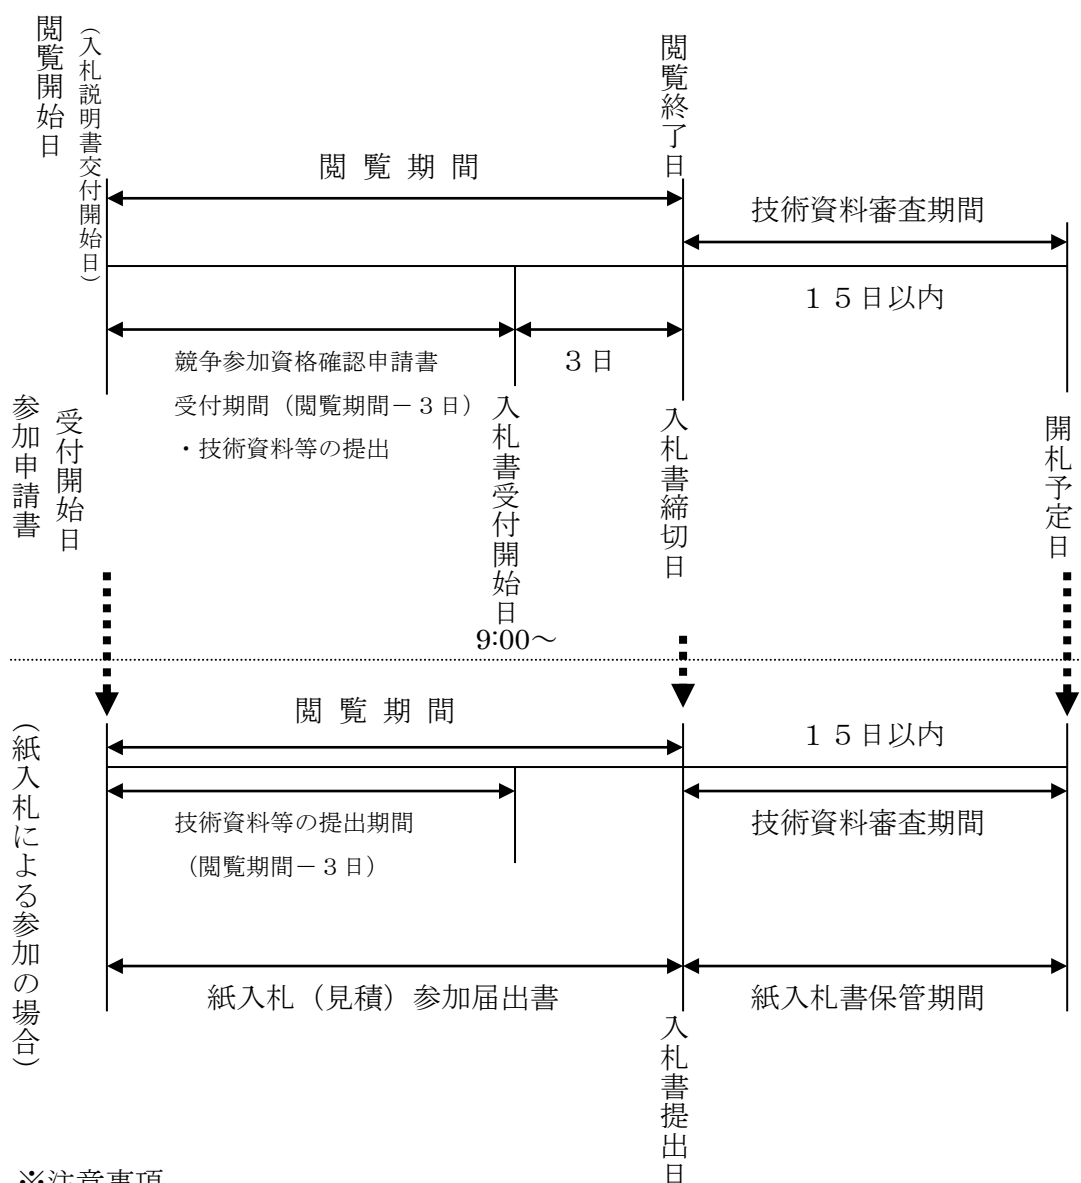 閲覧開始日
（入札説明書交付開始日）
閲覧終了日
閲 覧 期 間
技術資料審査期間
１５日以内
競争参加資格確認申請書
受付期間（閲覧期間－３日）
・技術資料等の提出
３日
参加申請書
受付開始日
入札書受付開始日
9:00～
入札書締切日
開札予定日
（紙入札による参加の場合）
閲 覧 期 間
１５日以内
技術資料等の提出期間
（閲覧期間－３日）
技術資料審査期間
紙入札（見積）参加届出書
紙入札書保管期間
入札書提出日
※注意事項